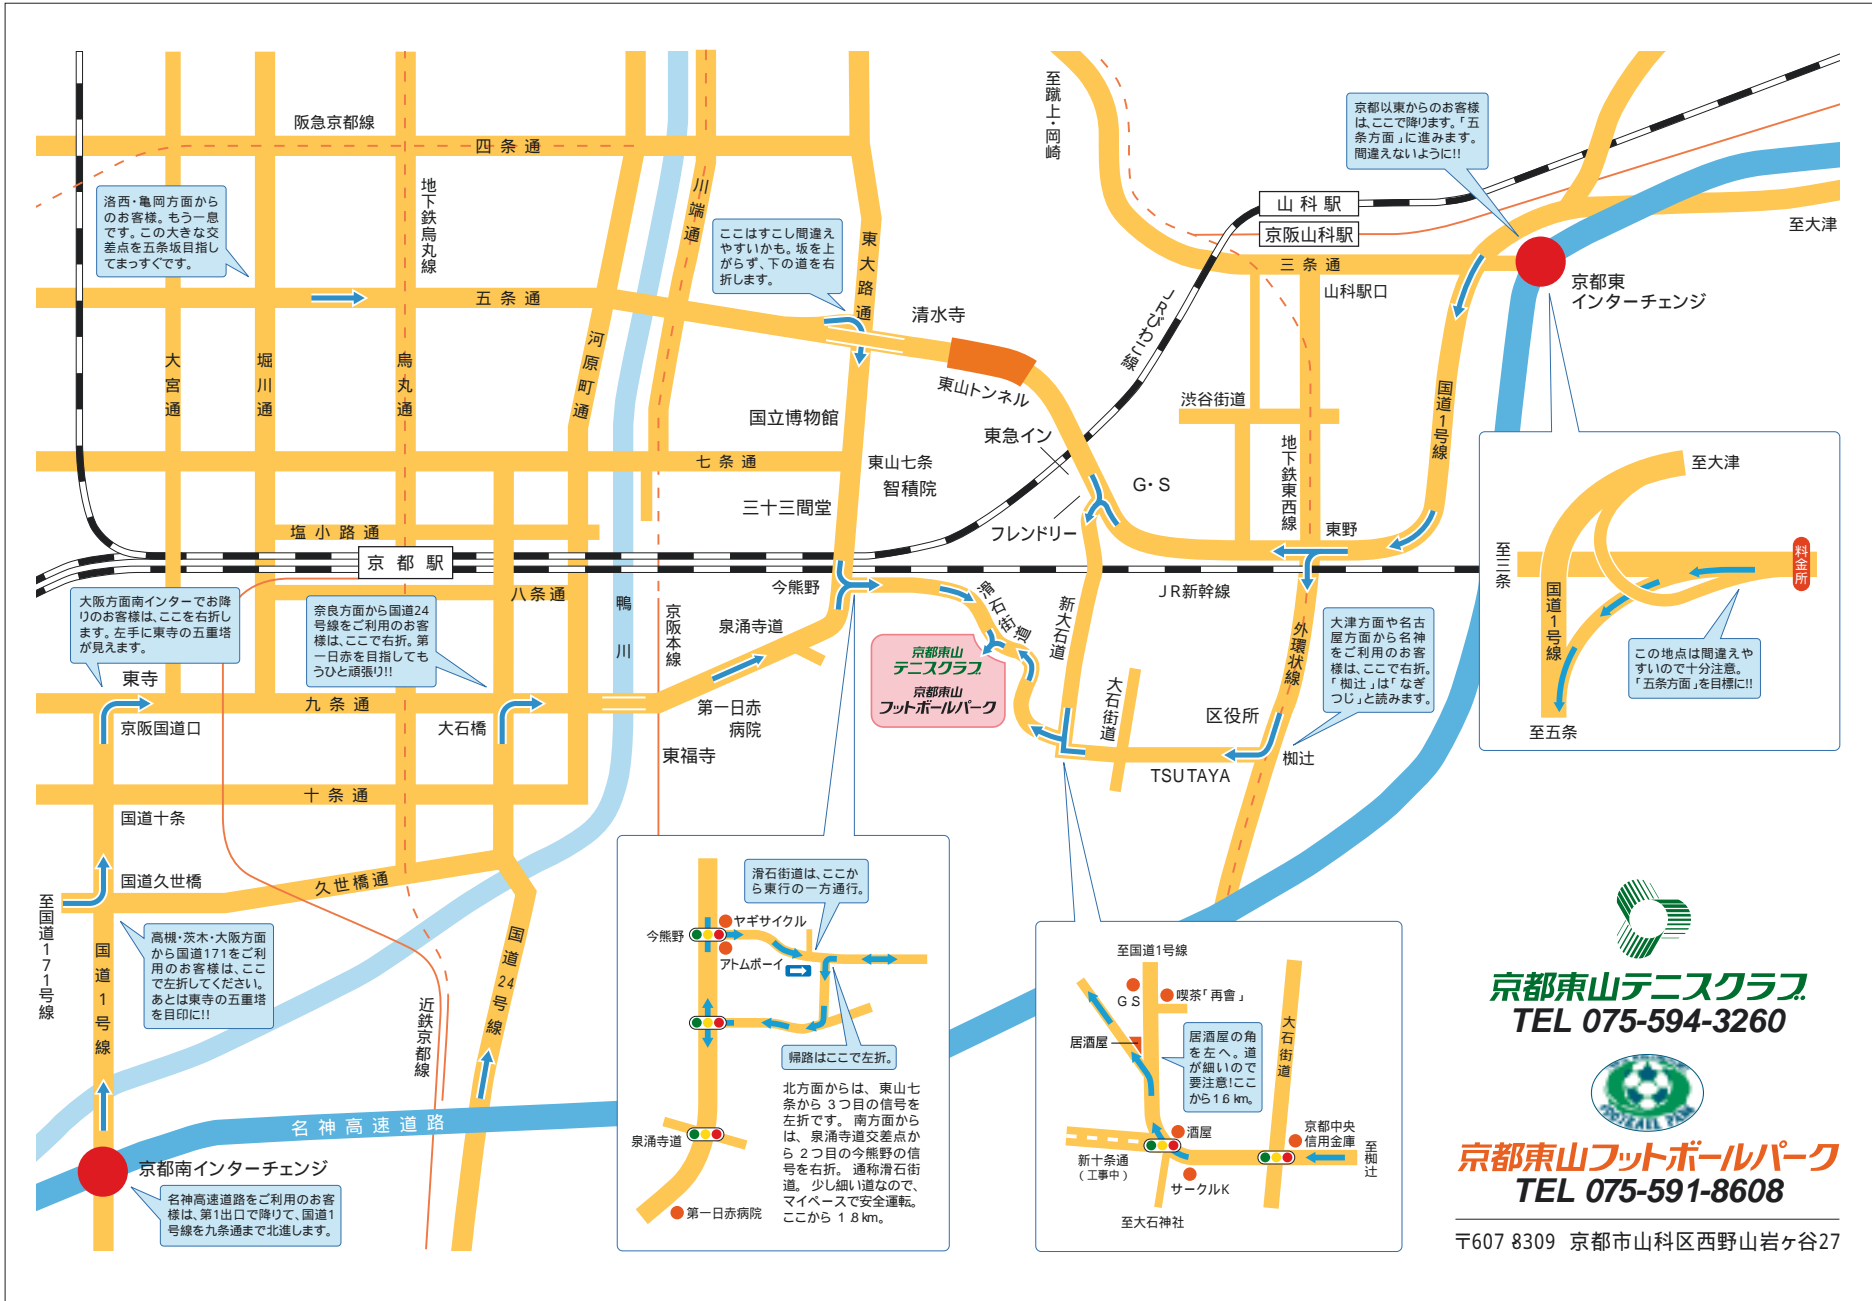 阪急京都線
四条通
至蹴上・岡崎
京都以東からのお客様
は、ここで降ります。「五
条方面」に進みます。
間違えないように!!
洛西・亀岡方面から
のお客様。もう一息
です。この大きな交
差点を五条坂目指し
てまっすぐです。
地下鉄烏丸線
川端通
ここはすこし間違え
やすいかも。坂を上
がらず、下の道を右
折します。
東大路通
山科駅
京阪山科駅
至大津
三条通
山科駅口
京都東
インターチェンジ
五条通
清水寺
JRびわこ線
大宮通
堀川通
烏丸通
河原町通
東山トンネル
国立博物館
渋谷街道
国道1号線
東急イン
七条通
東山七条
智積院
G・S
地下鉄東西線
三十三間堂
フレンドリー
東野
塩小路通
京都駅
今熊野
JR新幹線
八条通
鴨川
京阪本線
滑石街道
新大石道
外環状線
大阪方面南インターでお降
りのお客様は、ここを右折し
ます。左手に東寺の五重塔
が見えます。
奈良方面から国道24
号線をご利用のお客
様は、ここで右折。第
一日赤を目指しても
うひと頑張り!!
泉涌寺道
京都東山
テニスクラブ
京都東山
フットボールパーク
大津方面や名古
屋方面から名神
をご利用のお客
様は、ここで右折。
「椥辻」は「なぎ
つじ」と読みます。
東寺
九条通
京阪国道口
大石橋
第一日赤
病院
東福寺
大石街道
区役所
椥辻
TSUTAYA
至大津
至三条
料金所
国道1号線
この地点は間違えや
すいので十分注意。
「五条方面」を目標に!!
至五条
十条通
国道十条
国道久世橋
久世橋通
至国道171号線
高槻・茨木・大阪方面
から国道171をご利
用のお客様は、ここ
で左折してください。
あとは東寺の五重塔
を目印に!!
国道1号線
国道24号線
近鉄京都線
名神高速道路
京都南インターチェンジ
名神高速道路をご利用のお客
様は、第1出口で降りて、国道1
号線を九条通まで北進します。
滑石街道は、ここか
ら東行の一方通行。
ヤギサイクル
今熊野
アトムボーイ
帰路はここで左折。
北方面からは、東山七
条から3つ目の信号を
左折です。南方面から
は、泉涌寺道交差点か
ら2つ目の今熊野の信
号を右折。通称滑石街
道。少し細い道なので、
マイペースで安全運転。
ここから 1.8km。
泉涌寺道
第一日赤病院
至国道1号線
GS
喫茶「再會」
居酒屋
居酒屋の角
を左へ。道
が細いので
要注意!ここ
から1.6km。
大石街道
酒屋
京都中央
信用金庫
至椥辻
新十条通
(工事中)
サークルK
至大石神社
京都東山テニスクラブ
TEL 075-594-3260
FOOTBALL PARK
京都東山フットボールパーク
TEL 075-591-8608
〒607-8309 京都市山科区西野山岩ヶ谷27